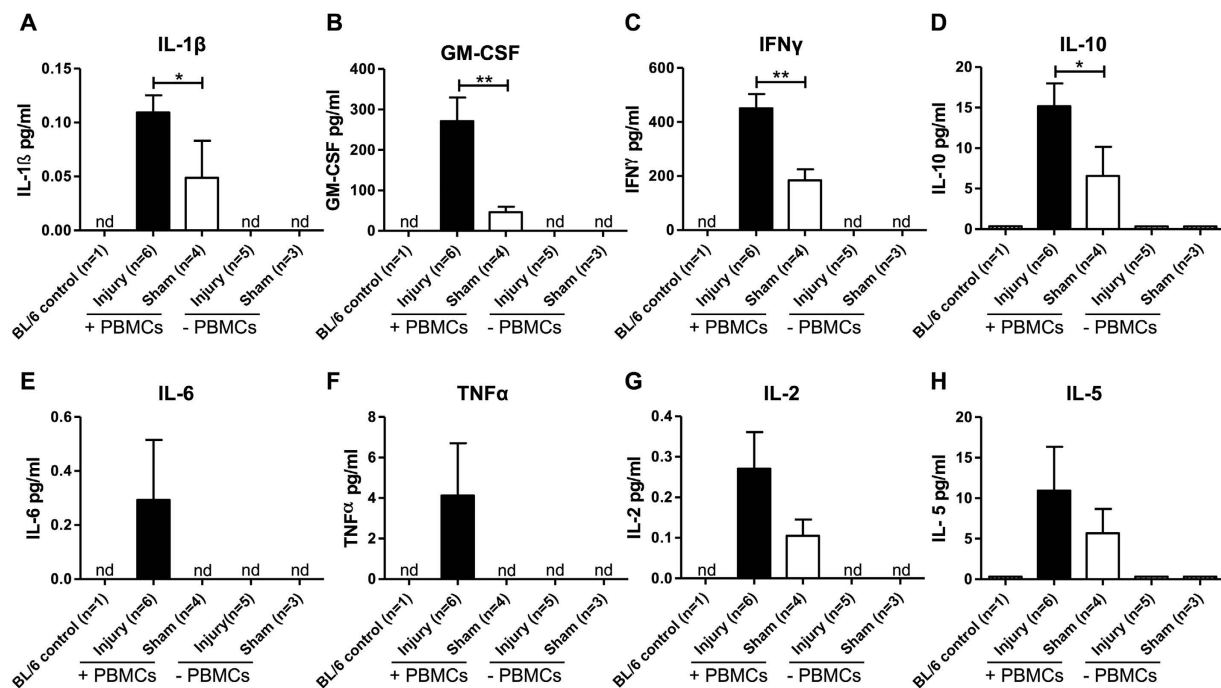 A
IL-1β
IL-1ß pg/ml
0.15
0.10
0.05
0.00
*
nd
nd
nd
BL/6 control (n=1)
Injury (n=6)
Sham (n=4)
Injury (n=5)
Sham (n=3)
+ PBMCs
- PBMCs
B
GM-CSF
GM-CSF pg/ml
400
300
200
100
0
**
nd
nd
nd
BL/6 control (n=1)
Injury (n=6)
Sham (n=4)
Injury (n=5)
Sham (n=3)
+ PBMCs
- PBMCs
C
IFNγ
IFNγ pg/ml
600
400
200
0
**
nd
nd
nd
BL/6 control (n=1)
Injury (n=6)
Sham (n=4)
Injury (n=5)
Sham (n=3)
+ PBMCs
- PBMCs
D
IL-10
IL-10 pg/ml
20
15
10
5
0
*
BL/6 control (n=1)
Injury (n=6)
Sham (n=4)
Injury (n=5)
Sham (n=3)
+ PBMCs
- PBMCs
E
IL-6
IL-6 pg/ml
0.6
0.4
0.2
0.0
nd
nd
nd
nd
BL/6 control (n=1)
Injury (n=6)
Sham (n=4)
Injury (n=5)
Sham (n=3)
+ PBMCs
- PBMCs
F
TNFα
TNFα pg/ml
8
6
4
2
0
nd
nd
nd
nd
BL/6 control (n=1)
Injury (n=6)
Sham (n=4)
Injury (n=5)
Sham (n=3)
+ PBMCs
- PBMCs
G
IL-2
IL-2 pg/ml
0.4
0.3
0.2
0.1
0.0
nd
nd
nd
BL/6 control (n=1)
Injury (n=6)
Sham (n=4)
Injury (n=5)
Sham (n=3)
+ PBMCs
- PBMCs
H
IL-5
IL- 5 pg/ml
20
15
10
5
0
BL/6 control (n=1)
Injury (n=6)
Sham (n=4)
Injury (n=5)
Sham (n=3)
+ PBMCs
- PBMCs